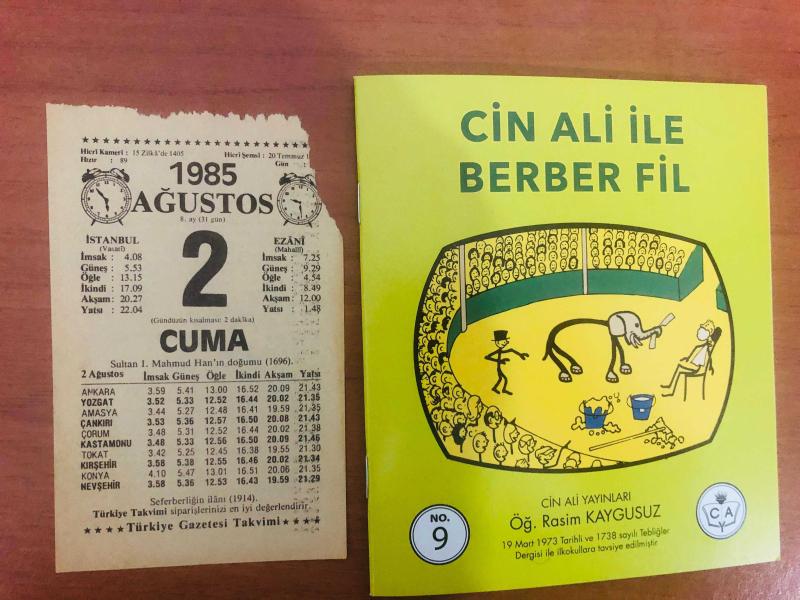 Hicrî Kamerî : 15 Zilkâ'de 1405
Hicrî Şemsî : 20 Temmuz 1
Hızır : 89
Gün :
1985
AĞUSTOS
8. ay (31 gün)
İSTANBUL
(Vasatî)
İmsak : 4.08
Güneş : 5.53
Öğle : 13.15
İkindi : 17.09
Akşam : 20.27
Yatsı : 22.04
2
EZÂNÎ
(Mahallî)
İmsak : 7.25
Güneş : 9.29
Öğle : 4.54
İkindi : 8.49
Akşam : 12.00
Yatsı : 1.48
(Gündüzün kısalması: 2 dakîka)
CUMA
Sultan 1. Mahmud Han'ın doğumu (1696).
2 Ağustos İmsak Güneş Öğle İkindi Akşam Yatsı
ANKARA 3.59 5.41 13.00 16.52 20.09 21.43
YOZGAT 3.52 5.33 12.52 16.44 20.02 21.35
AMASYA 3.44 5.27 12.48 16.41 19.59 21.35
ÇANKIRI 3.53 5.36 12.57 16.50 20.08 21.43
ÇORUM 3.48 5.31 12.52 16.44 20.02 21.38
KASTAMONU 3.48 5.33 12.56 16.50 20.09 21.46
TOKAT 3.42 5.25 12.45 16.38 19.55 21.30
KIRŞEHİR 3.58 5.38 12.55 16.46 20.02 21.34
KONYA 4.10 5.47 13.01 16.51 20.06 21.35
NEVŞEHİR 3.58 5.36 12.53 16.43 19.59 21.29
Seferberliğin ilânı (1914).
Türkiye Takvimi siparişlerinizi en iyi değerlendirir.
Türkiye Gazetesi Takvimi
CİN ALİ İLE
BERBER FİL
CİN ALİ YAYINLARI
Öğ. Rasim KAYGUSUZ
19 Mart 1973 Tarihli ve 1738 sayılı Tebliğler
Dergisi ile ilkokullara tavsiye edilmiştir
NO.
9
C A
Y